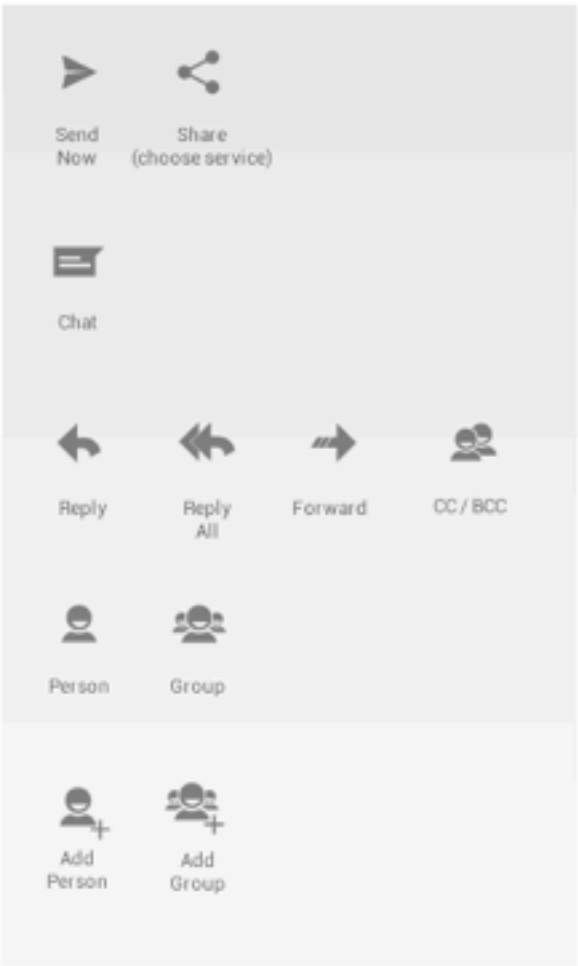 Send
Now
Share
(choose service)
Chat
Reply
Reply
All
Forward
CC / BCC
Person
Group
Add
Person
Add
Group